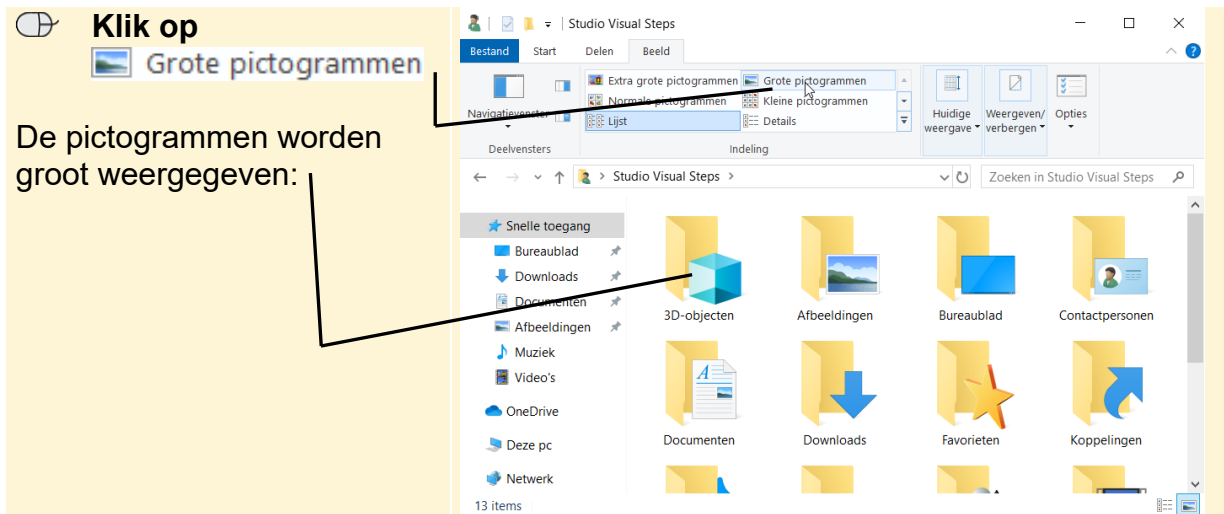 Klik op
Grote pictogrammen
De pictogrammen worden
groot weergegeven:
Studio Visual Steps
Bestand Start Delen Beeld
Extra grote pictogrammen Grote pictogrammen
Normale pictogrammen Kleine pictogrammen
Lijst Details
Navigatievenster
Huidige weergave
Weergeven/ verbergen
Opties
Deelvensters Indeling
Studio Visual Steps
Zoeken in Studio Visual Steps
Snelle toegang
Bureaublad
Downloads
Documenten
Afbeeldingen
Muziek
Video's
OneDrive
Deze pc
Netwerk
3D-objecten Afbeeldingen Bureaublad Contactpersonen
Documenten Downloads Favorieten Koppelingen
13 items